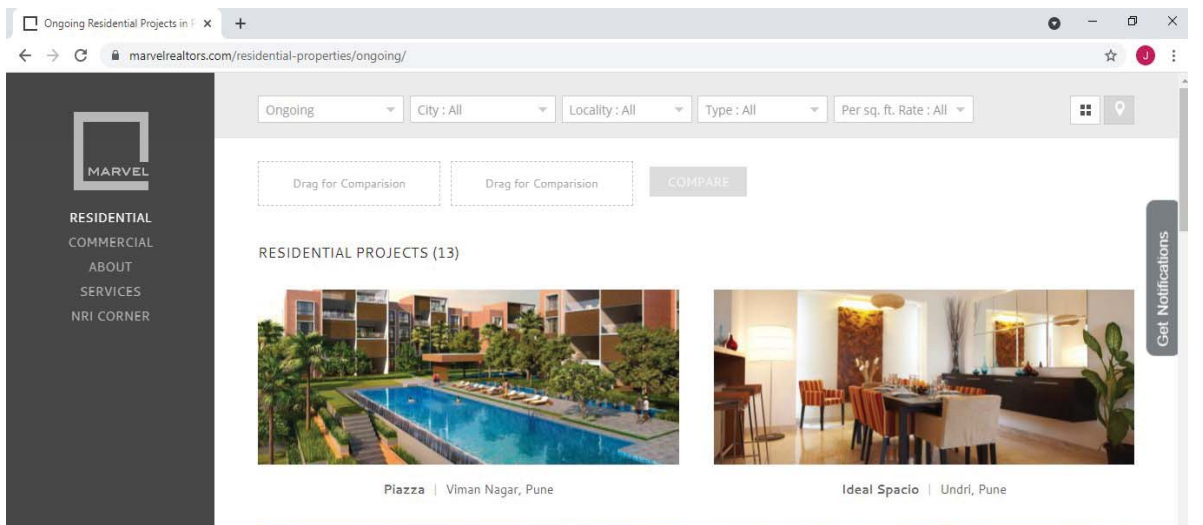 Ongoing Residential Projects in
marvelrealtors.com/residential-properties/ongoing/
J
Ongoing
City : All
Locality : All
Type : All
Per sq. ft. Rate : All
MARVEL
RESIDENTIAL
COMMERCIAL
ABOUT
SERVICES
NRI CORNER
Drag for Comparision
Drag for Comparision
COMPARE
RESIDENTIAL PROJECTS (13)
Get Notifications
Piazza | Viman Nagar, Pune
Ideal Spacio | Undri, Pune